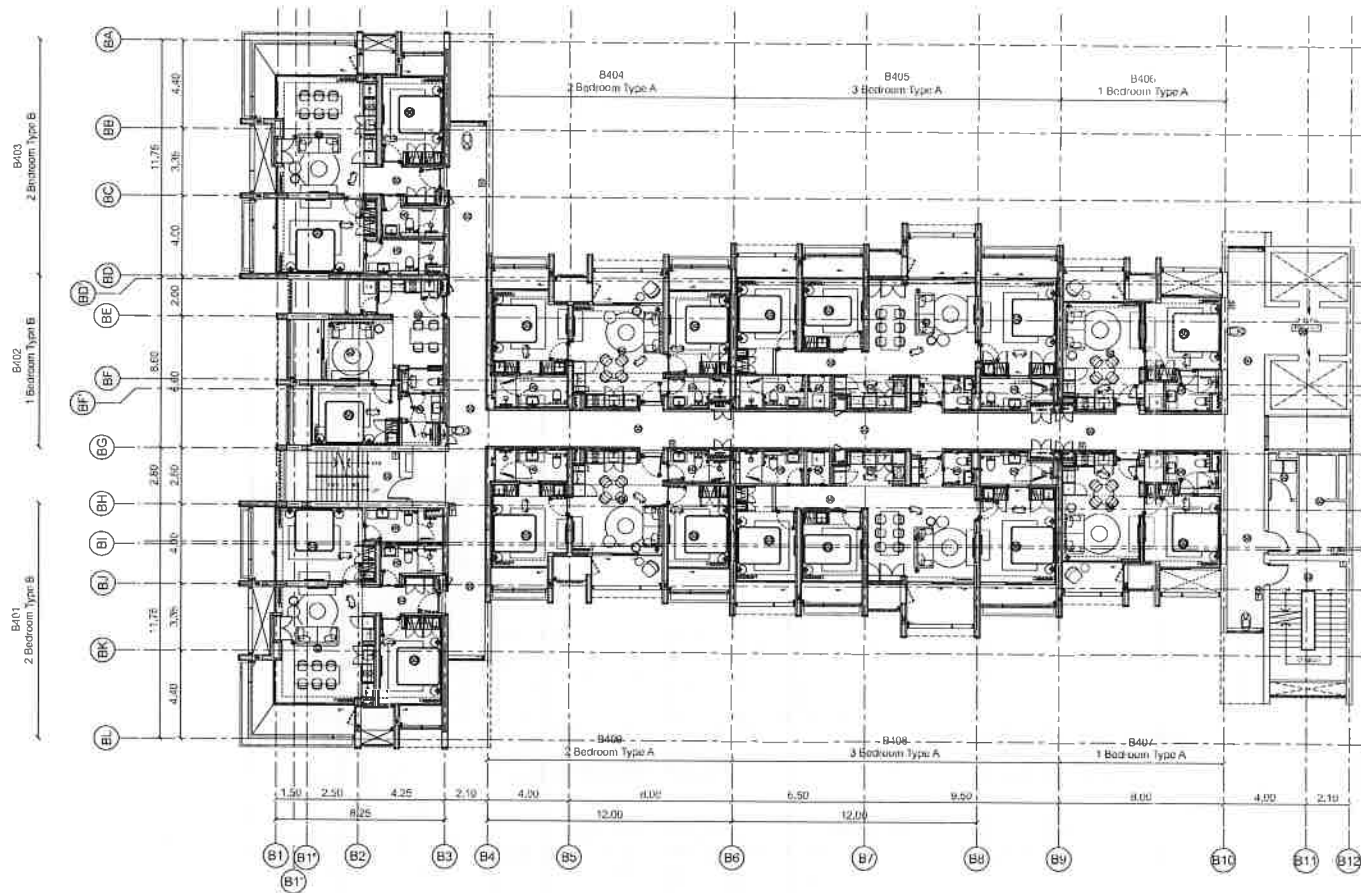 BA
B404
2 Bedroom Type A
B405
3 Bedroom Type A
B406
1 Bedroom Type A
4,40
BB
B403
2 Bedroom Type B
11,75
3,35
BC
4,00
BD
BD'
2,00
BE
B402
1 Bedroom Type B
6,60
BF
4,40
BF'
BG
2,80
2,80
BH
BI
4,00
BJ
B401
2 Bedroom Type B
11,75
3,35
BK
4,40
BL
B409
2 Bedroom Type A
B408
3 Bedroom Type A
B407
1 Bedroom Type A
1,50
2,50
4,25
2,10
4,00
8,00
6,50
9,50
8,00
4,00
2,10
8,25
12,00
12,00
B1
B1"
B2
B3
B4
B5
B6
B7
B8
B9
B10
B11
B12
B1'